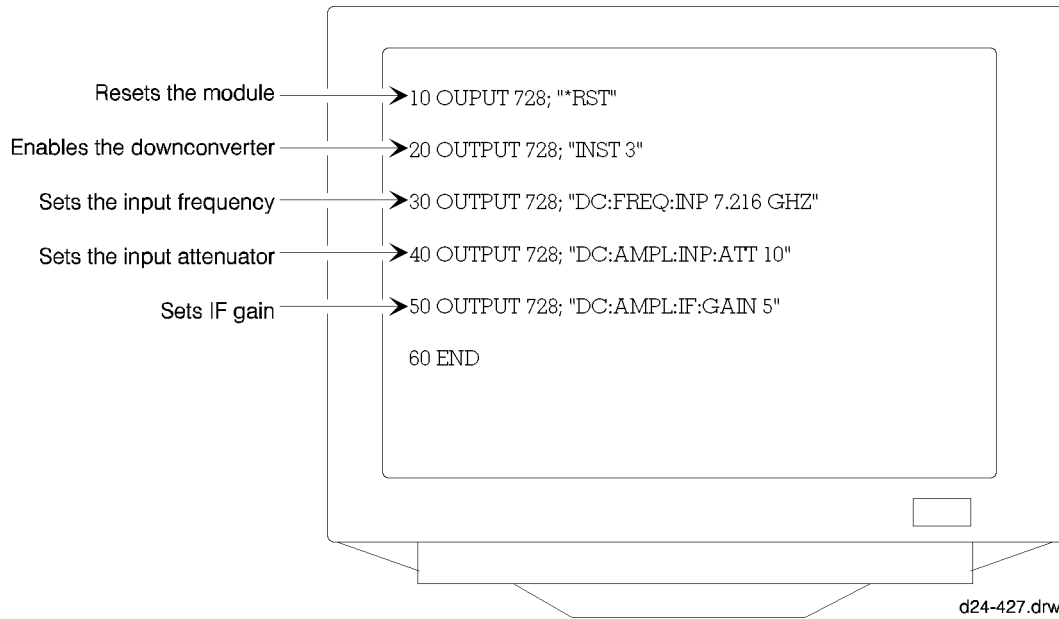 Resets the module
10 OUPUT 728; "*RST"
Enables the downconverter
20 OUTPUT 728; "INST 3"
Sets the input frequency
30 OUTPUT 728; "DC:FREQ:INP 7.216 GHZ"
Sets the input attenuator
40 OUTPUT 728; "DC:AMPL:INP:ATT 10"
Sets IF gain
50 OUTPUT 728; "DC:AMPL:IF:GAIN 5"
60 END
d24-427.drw